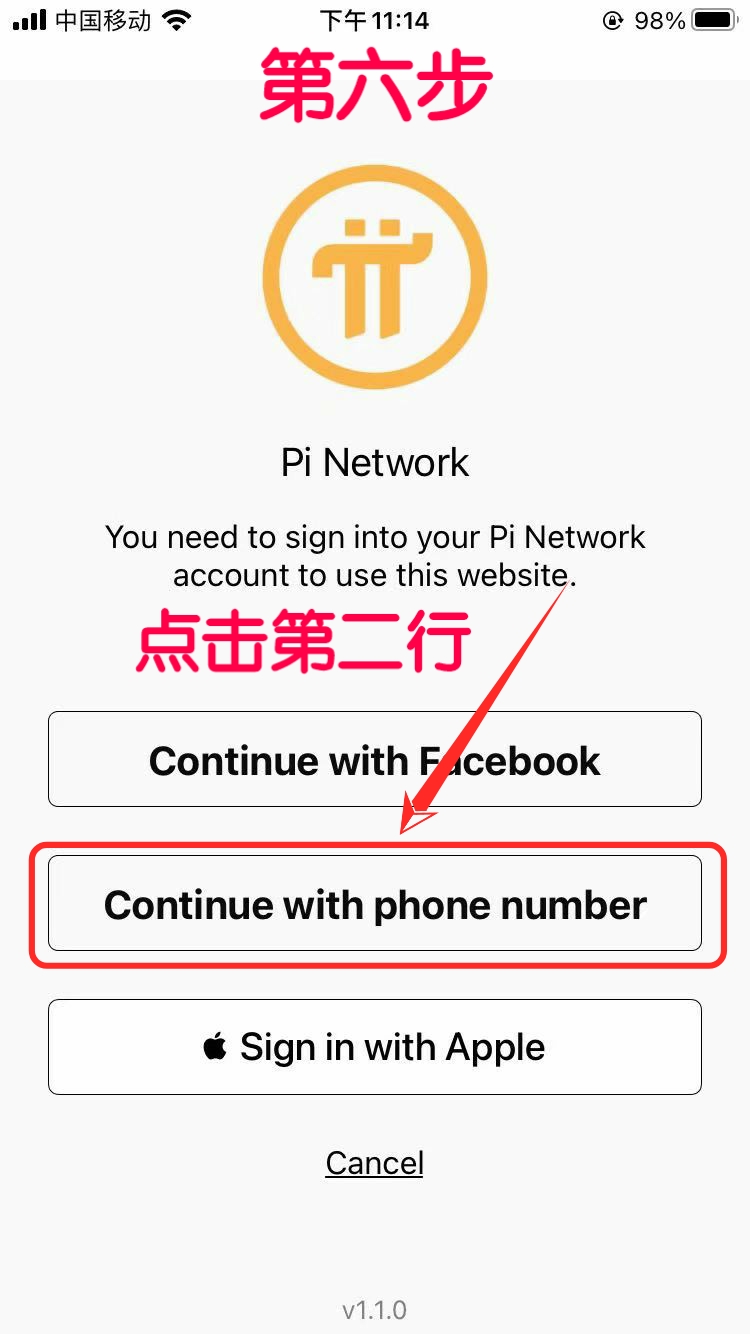 中国移动 下午11:14 98%
第六步
Pi Network
You need to sign into your Pi Network
account to use this website.
点击第二行
Continue with Facebook
Continue with phone number
Sign in with Apple
Cancel
v1.1.0